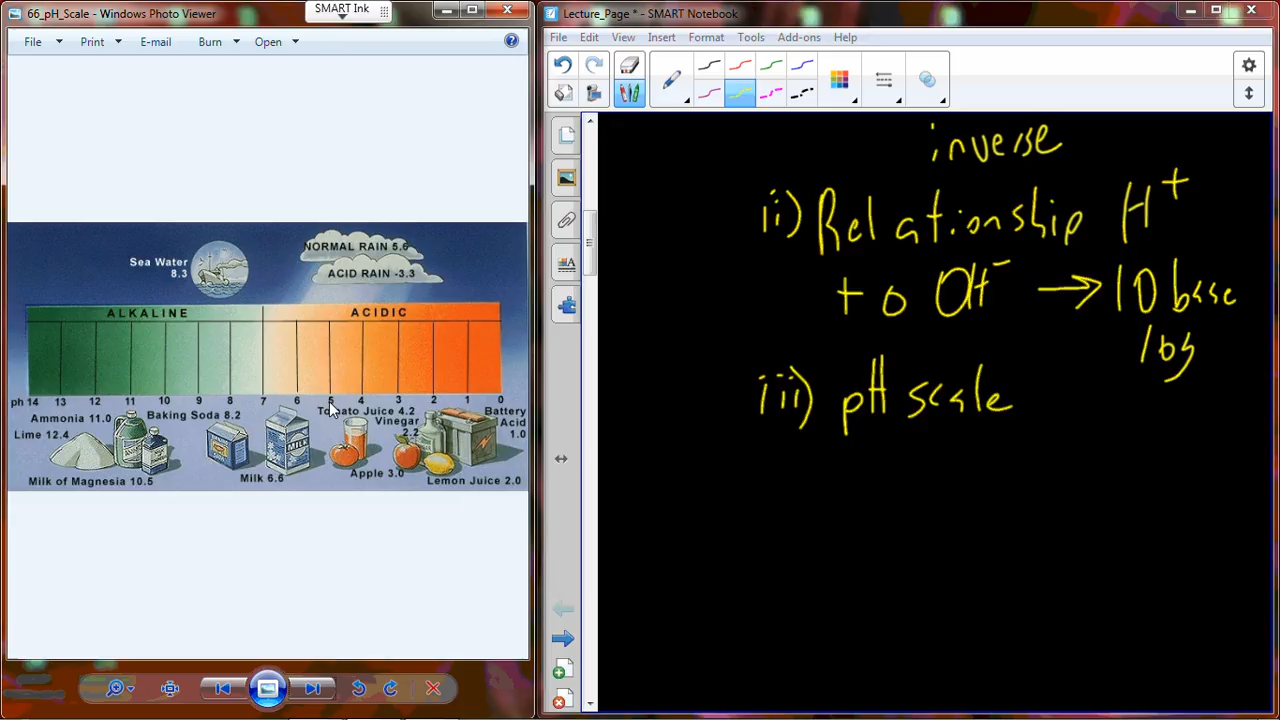 66_pH_Scale - Windows Photo Viewer
SMART Ink
File Print E-mail Burn Open
NORMAL RAIN 5.6
Sea Water
8.3
ACID RAIN -3.3
ALKALINE ACIDIC
ph 14 13 12 11 10 9 8 7 6 5 4 3 2 1 0
Ammonia 11.0
Baking Soda 8.2
Tomato Juice 4.2
Battery
Acid
1.0
Vinegar
2.2
Lime 12.4
MILK
Milk of Magnesia 10.5
Milk 6.6
Apple 3.0
Lemon Juice 2.0
Lecture_Page * - SMART Notebook
File Edit View Insert Format Tools Add-ons Help
inverse
ii) Relationship H+
to OH- → 10 base
log
iii) pH scale